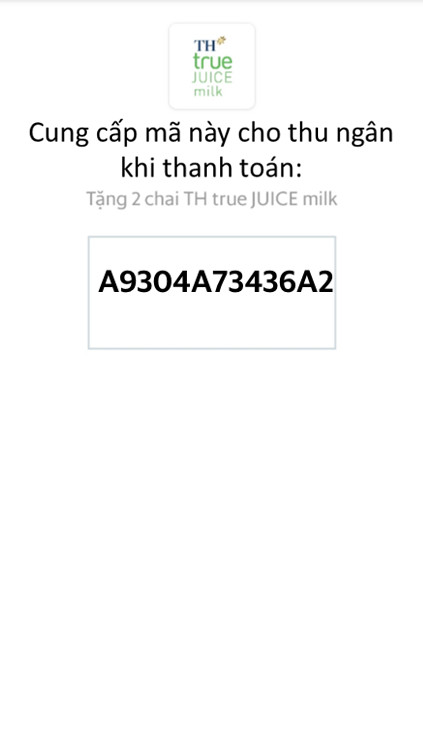 TH
true
JUICE
milk
Cung cấp mã này cho thu ngân
khi thanh toán:
Tặng 2 chai TH true JUICE milk
A9304A73436A2